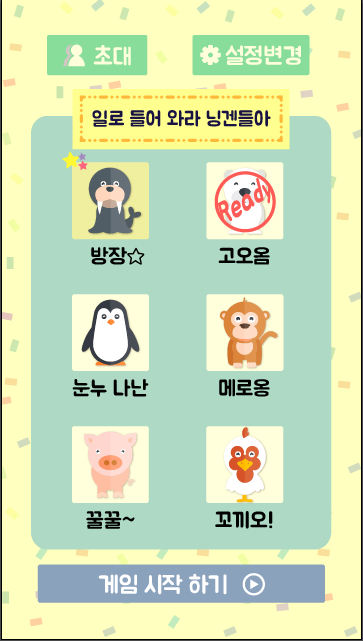 초대
설정변경
일로 들어 와라 닝겐들아
Ready
방장☆
고오옴
눈누 나난
메로옹
꿀꿀~
꼬끼오!
게임 시작 하기